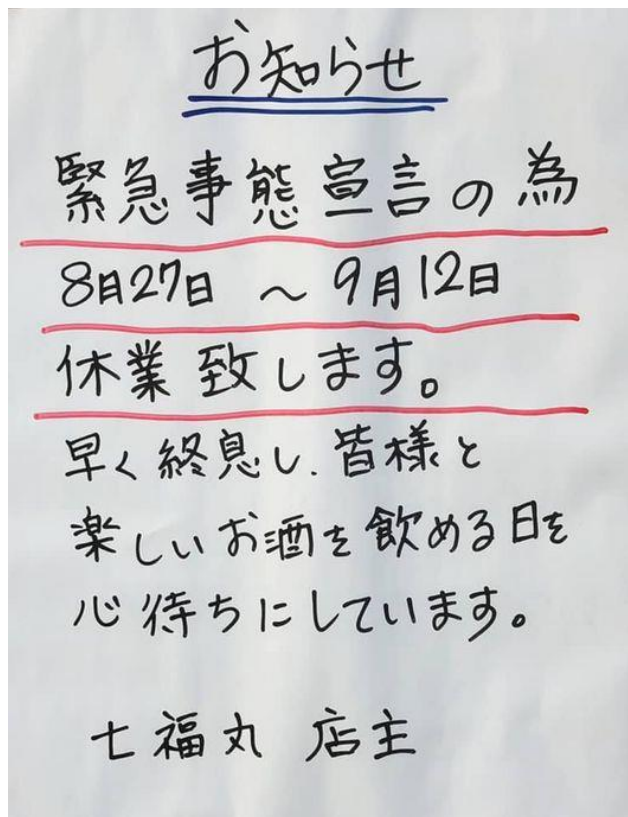 お知らせ
緊急事態宣言の為
8月27日 ～ 9月12日
休業致します。
早く終息し、皆様と
楽しいお酒を飲める日を
心待ちにしています。
七福丸 店主